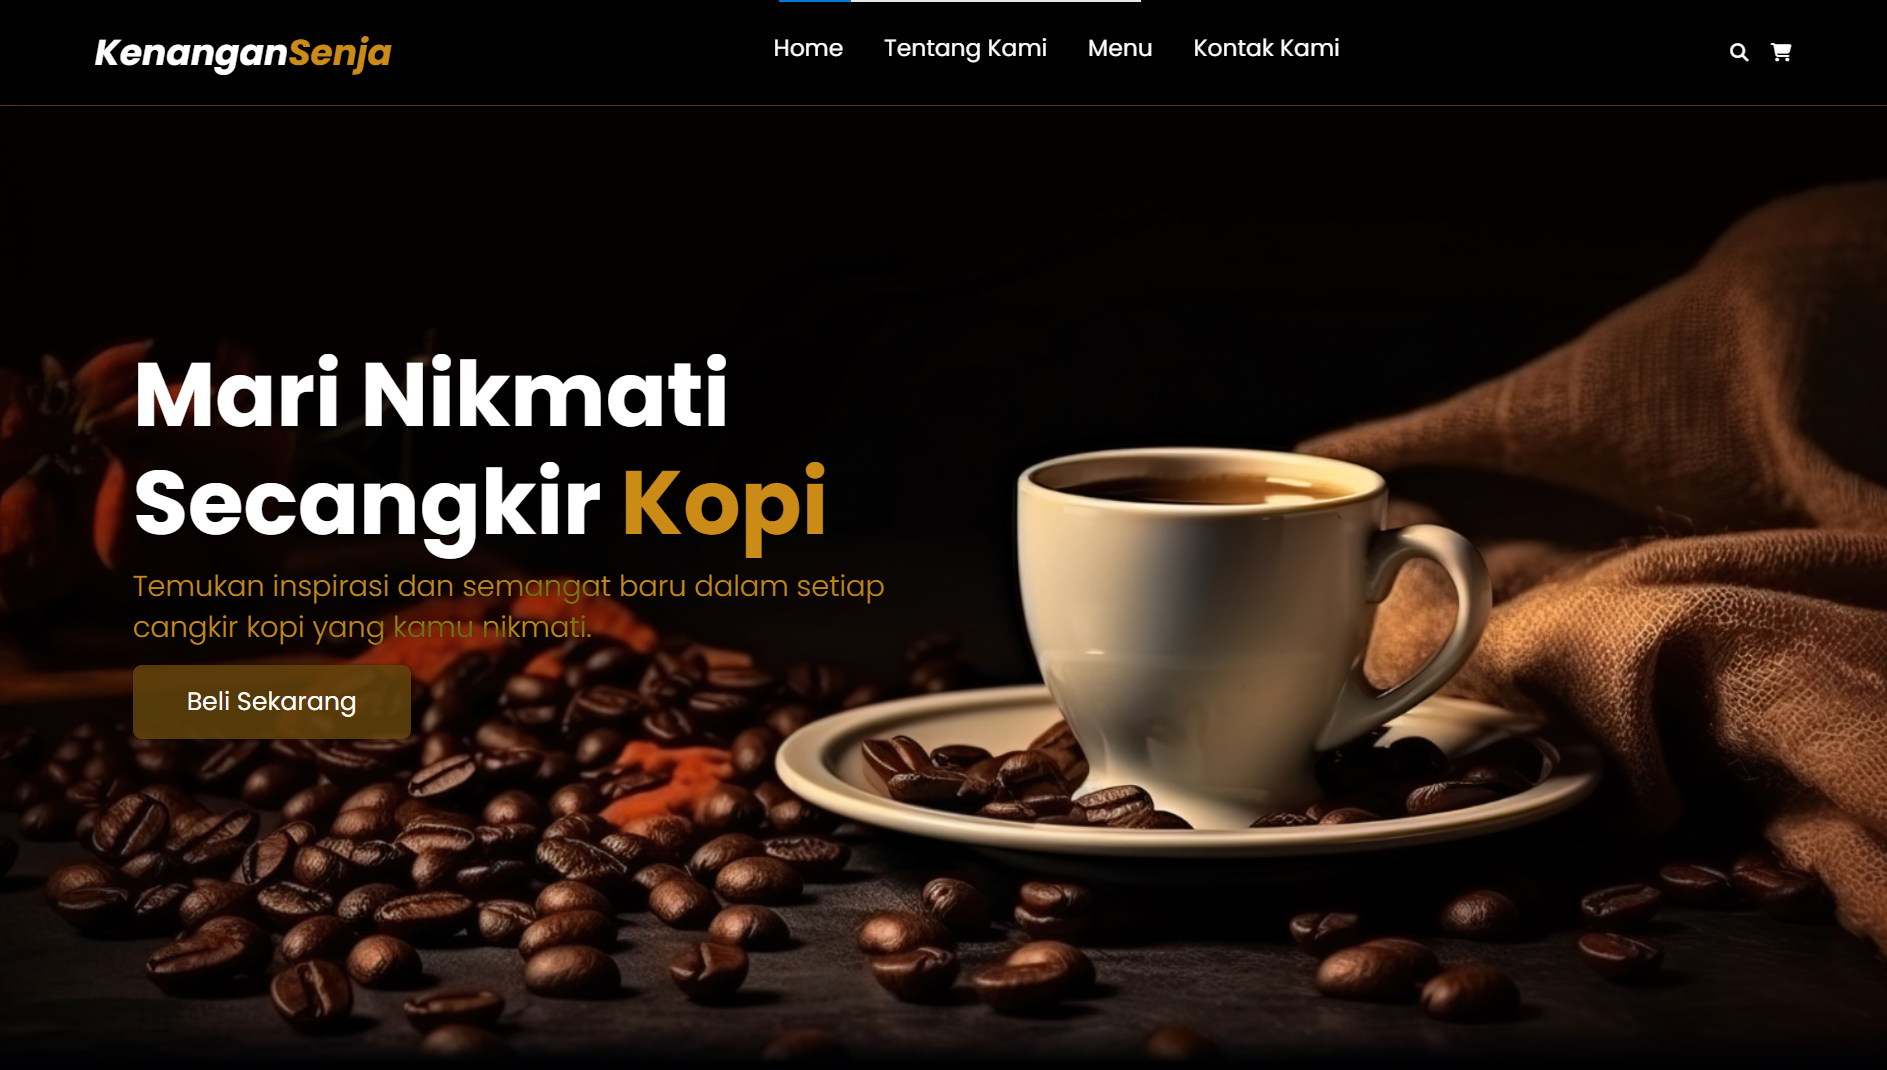 KenanganSenja
Home Tentang Kami Menu Kontak Kami
Mari Nikmati
Secangkir Kopi
Temukan inspirasi dan semangat baru dalam setiap
cangkir kopi yang kamu nikmati.
Beli Sekarang